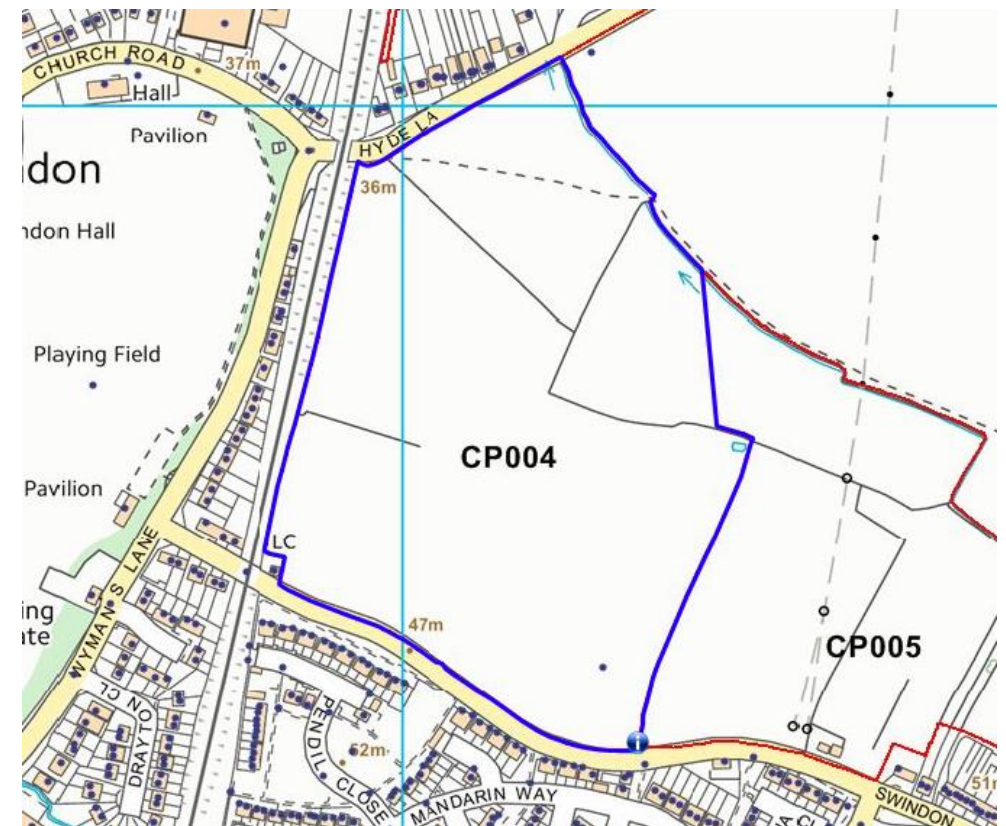 CHURCH ROAD
37m
Hall
Pavilion
HYDE LA
don
36m
ndon Hall
Playing Field
CP004
Pavilion
LC
WYMAN S LANE
ing
ate
47m
CP005
DRAYTON CL
PENDIL
CLOSE
52m
MANDARIN WAY
SWINDON
51m